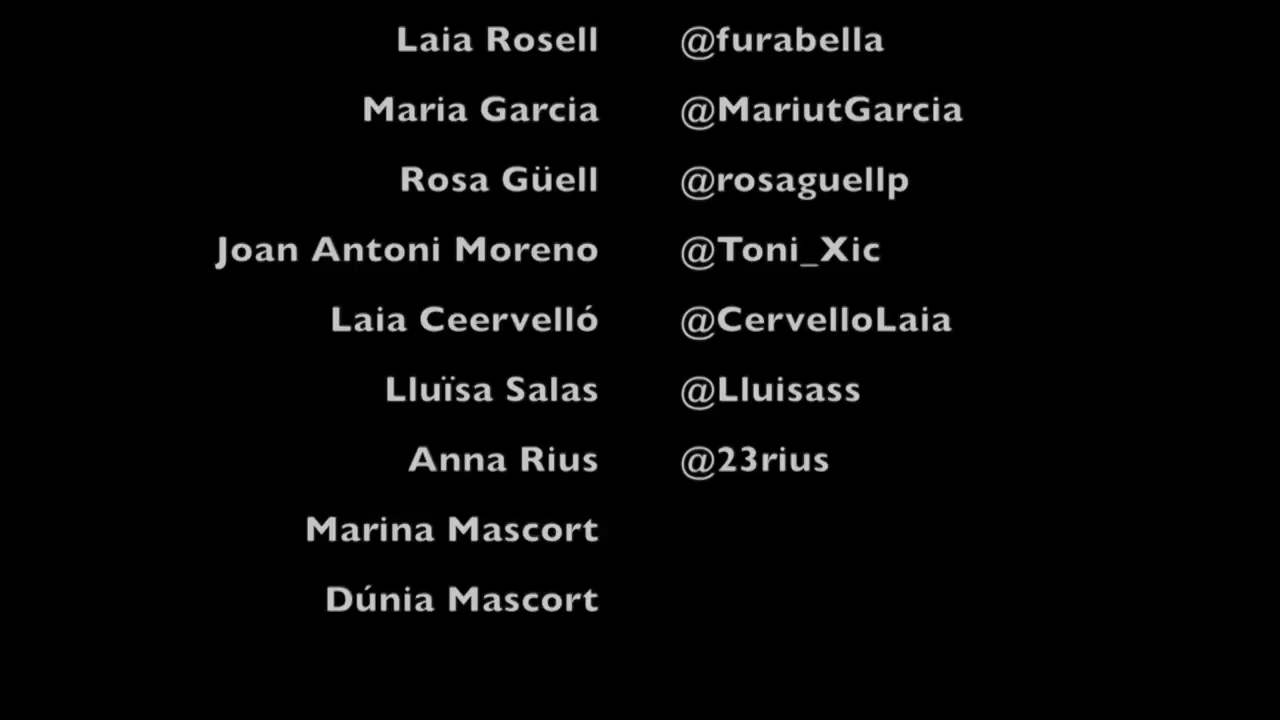 Laia Rosell @furabella
Maria Garcia @MariutGarcia
Rosa Güell @rosaguellp
Joan Antoni Moreno @Toni_Xic
Laia Ceervelló @CervelloLaia
Lluïsa Salas @Lluisass
Anna Rius @23rius
Marina Mascort
Dúnia Mascort